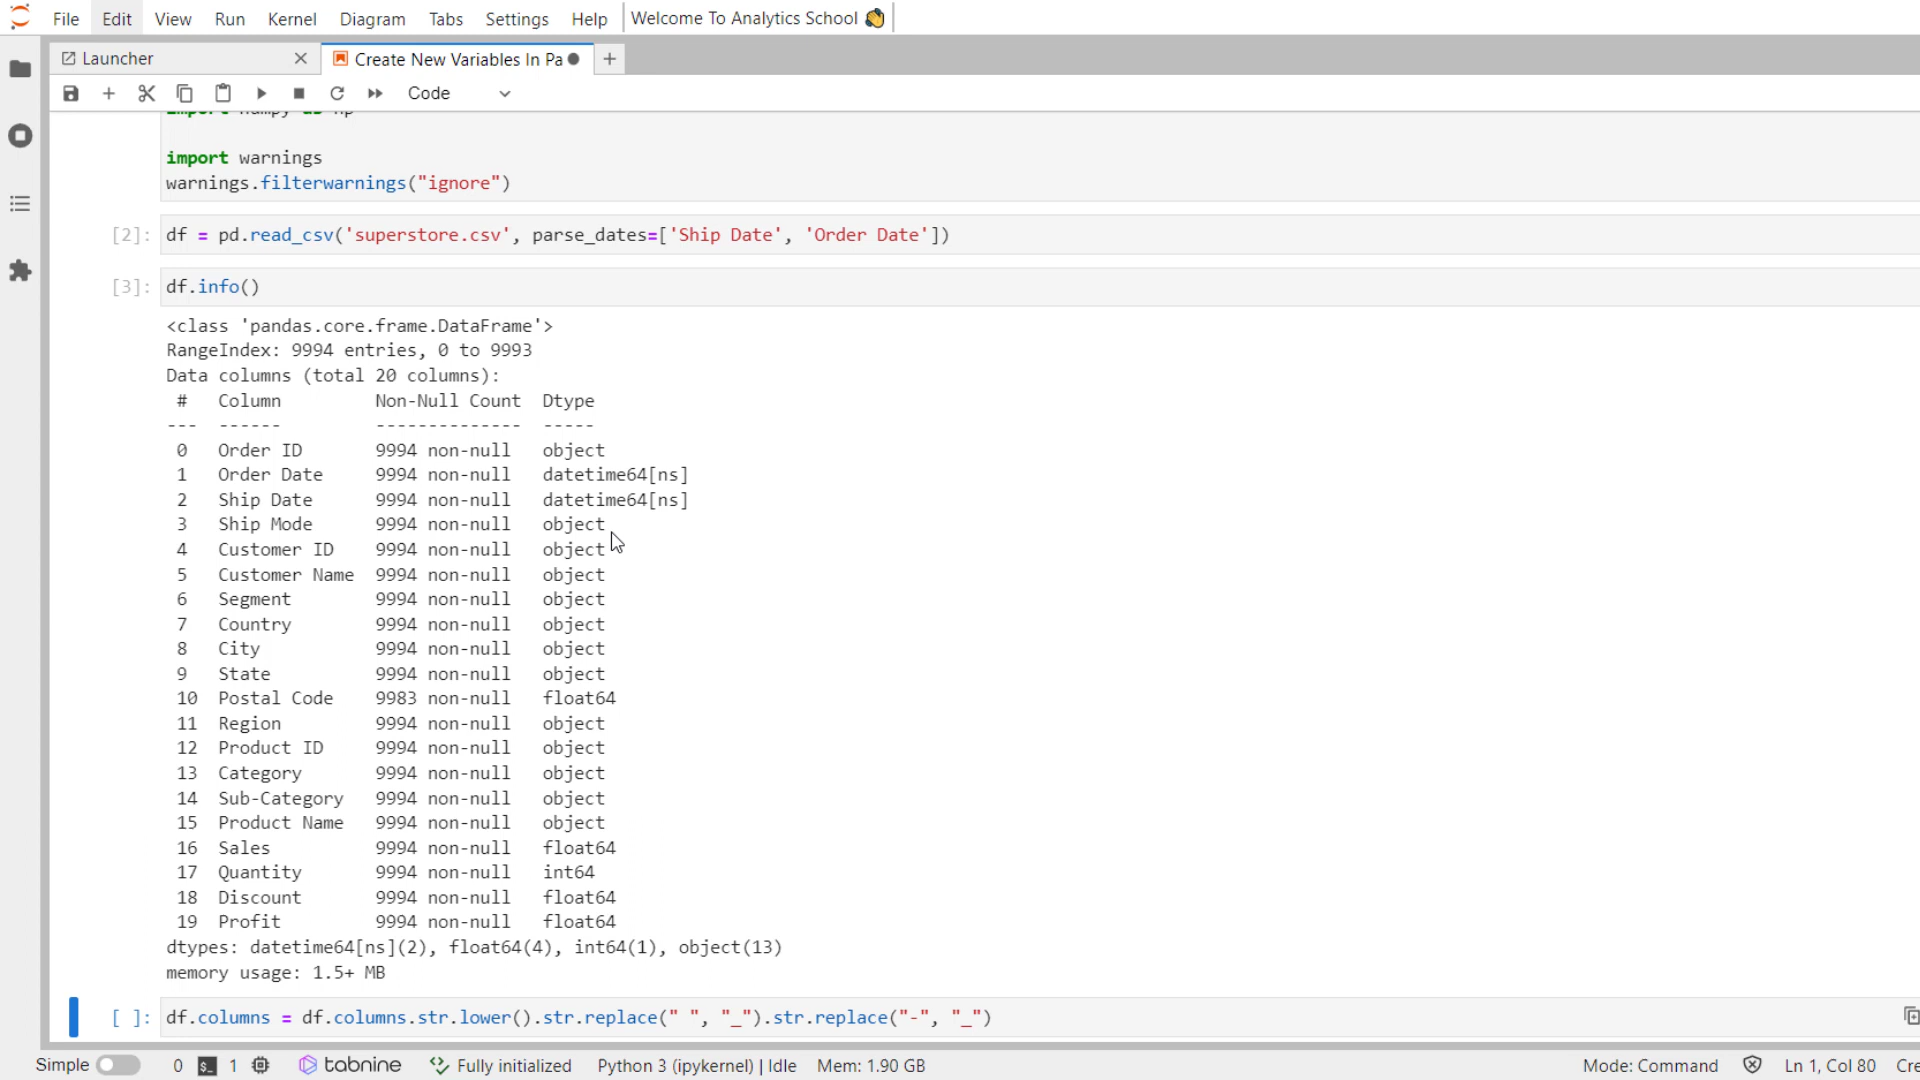 File Edit View Run Kernel Diagram Tabs Settings Help Welcome To Analytics School 👋
Launcher Create New Variables In Pa
Code
import numpy as np
import warnings
warnings.filterwarnings("ignore")
[2]: df = pd.read_csv('superstore.csv', parse_dates=['Ship Date', 'Order Date'])
[3]: df.info()
<class 'pandas.core.frame.DataFrame'>
RangeIndex: 9994 entries, 0 to 9993
Data columns (total 20 columns):
# Column Non-Null Count Dtype
--- ------ -------------- -----
0 Order ID 9994 non-null object
1 Order Date 9994 non-null datetime64[ns]
2 Ship Date 9994 non-null datetime64[ns]
3 Ship Mode 9994 non-null object
4 Customer ID 9994 non-null object
5 Customer Name 9994 non-null object
6 Segment 9994 non-null object
7 Country 9994 non-null object
8 City 9994 non-null object
9 State 9994 non-null object
10 Postal Code 9983 non-null float64
11 Region 9994 non-null object
12 Product ID 9994 non-null object
13 Category 9994 non-null object
14 Sub-Category 9994 non-null object
15 Product Name 9994 non-null object
16 Sales 9994 non-null float64
17 Quantity 9994 non-null int64
18 Discount 9994 non-null float64
19 Profit 9994 non-null float64
dtypes: datetime64[ns](2), float64(4), int64(1), object(13)
memory usage: 1.5+ MB
[ ]: df.columns = df.columns.str.lower().str.replace(" ", "_").str.replace("-", "_")
Simple 0 1 tabnine Fully initialized Python 3 (ipykernel) | Idle Mem: 1.90 GB Mode: Command Ln 1, Col 80 Cre